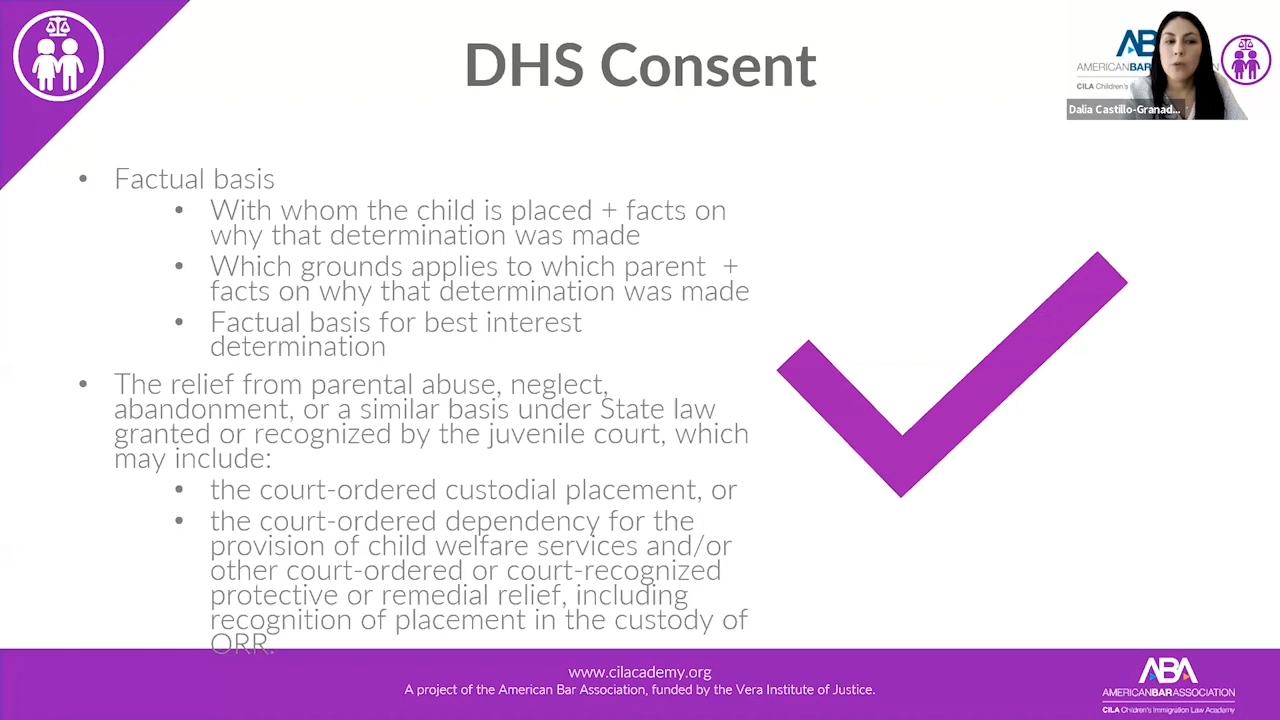 DHS Consent
AB
AMERICANBAR
ASSOCIATION
CILA Children's
Dalia Castillo-Granad...
• Factual basis
• With whom the child is placed + facts on
why that determination was made
• Which grounds applies to which parent +
facts on why that determination was made
• Factual basis for best interest
determination
• The relief from parental abuse, neglect,
abandonment, or a similar basis under State law
granted or recognized by the juvenile court, which
may include:
• the court-ordered custodial placement, or
• the court-ordered dependency for the
provision of child welfare services and/or
other court-ordered or court-recognized
protective or remedial relief, including
recognition of placement in the custody of
ORR.
www.cilacademy.org
A project of the American Bar Association, funded by the Vera Institute of Justice.
ABA
AMERICANBARASSOCIATION
CILA Children's Immigration Law Academy